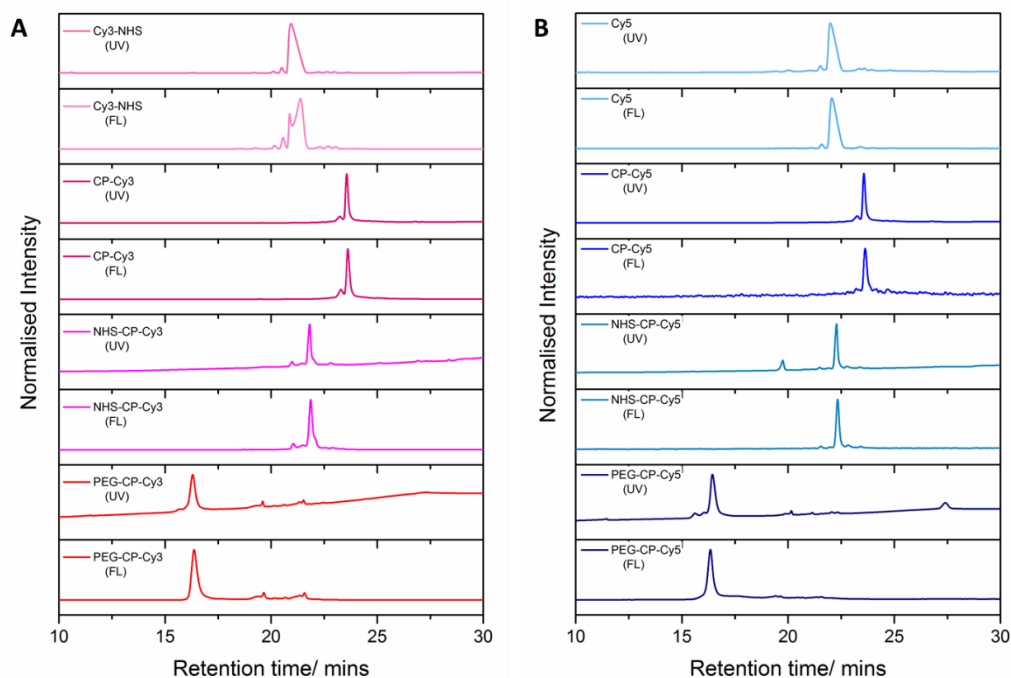 A
Normalised Intensity
Cy3-NHS
(UV)
Cy3-NHS
(FL)
CP-Cy3
(UV)
CP-Cy3
(FL)
NHS-CP-Cy3
(UV)
NHS-CP-Cy3
(FL)
PEG-CP-Cy3
(UV)
PEG-CP-Cy3
(FL)
10 15 20 25 30
Retention time/ mins
B
Normalised Intensity
Cy5
(UV)
Cy5
(FL)
CP-Cy5
(UV)
CP-Cy5
(FL)
NHS-CP-Cy5
(UV)
NHS-CP-Cy5
(FL)
PEG-CP-Cy5
(UV)
PEG-CP-Cy5
(FL)
10 15 20 25 30
Retention time/ mins